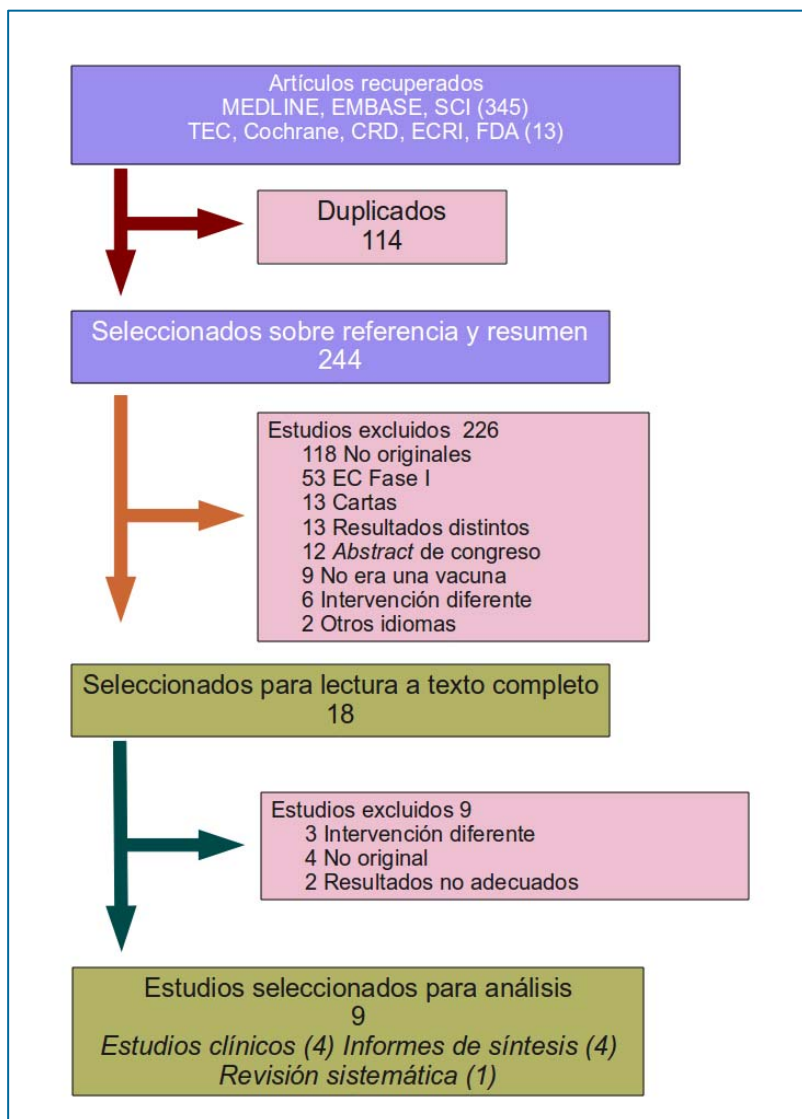 Artículos recuperados
MEDLINE, EMBASE, SCI (345)
TEC, Cochrane, CRD, ECRI, FDA (13)
Duplicados
114
Seleccionados sobre referencia y resumen
244
Estudios excluidos 226
118 No originales
53 EC Fase I
13 Cartas
13 Resultados distintos
12 Abstract de congreso
9 No era una vacuna
6 Intervención diferente
2 Otros idiomas
Seleccionados para lectura a texto completo
18
Estudios excluidos 9
3 Intervención diferente
4 No original
2 Resultados no adecuados
Estudios seleccionados para análisis
9
Estudios clínicos (4) Informes de síntesis (4)
Revisión sistemática (1)